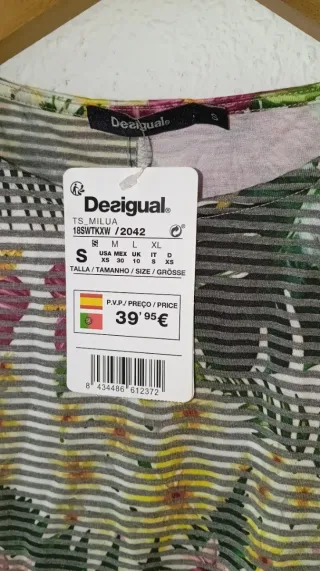 Desigual.
S
Desigual.
TS_MILUA
18SWTKXW /2042
S M L XL
S USA XS MEX 30 UK 10 IT S D XS
TALLA / TAMANHO / SIZE / GRÖSSE
P.V.P./ PREÇO / PRICE
39'95€
8 434486 612372